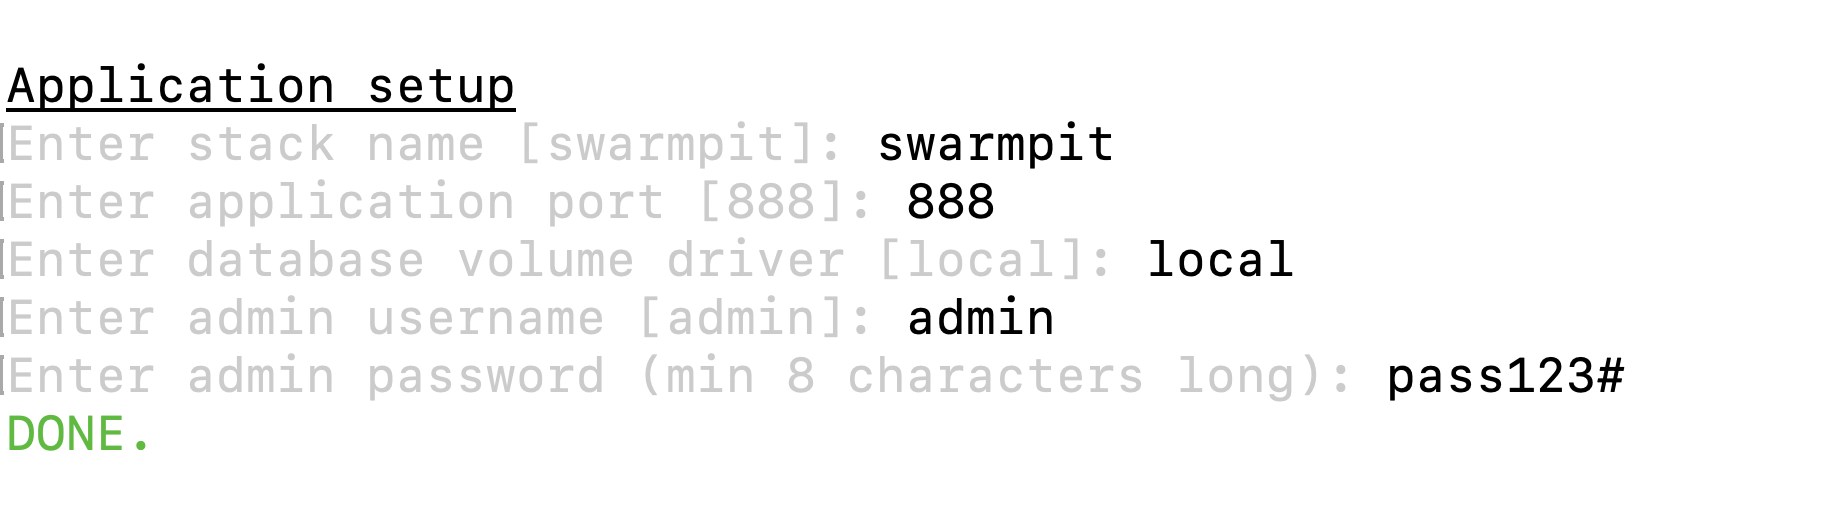 Application setup
Enter stack name [swarmpit]: swarmpit
Enter application port [888]: 888
Enter database volume driver [local]: local
Enter admin username [admin]: admin
Enter admin password (min 8 characters long): pass123#
DONE.